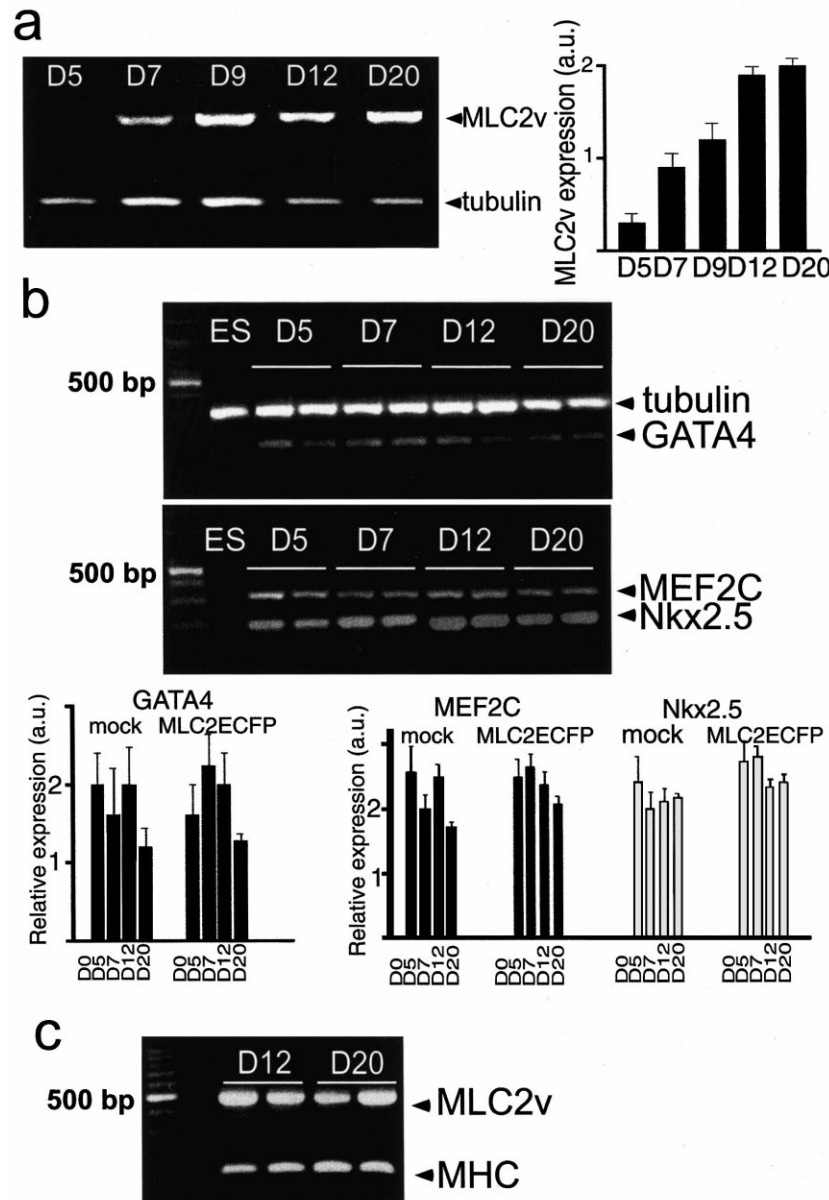 a
D5 D7 D9 D12 D20
MLC2v
tubulin
MLC2v expression (a.u.)
2
1
D5 D7 D9 D12 D20
b
ES D5 D7 D12 D20
500 bp
tubulin
GATA4
ES D5 D7 D12 D20
500 bp
MEF2C
Nkx2.5
GATA4
mock MLC2ECFP
Relative expression (a.u.)
2
1
D0 D5 D7 D12 D20 D0 D5 D7 D12 D20
MEF2C Nkx2.5
mock MLC2ECFP mock MLC2ECFP
Relative expression (a.u.)
2
1
D0 D5 D7 D12 D20 D0 D5 D7 D12 D20 D0 D5 D7 D12 D20 D0 D5 D7 D12 D20
c
D12 D20
500 bp
MLC2v
MHC